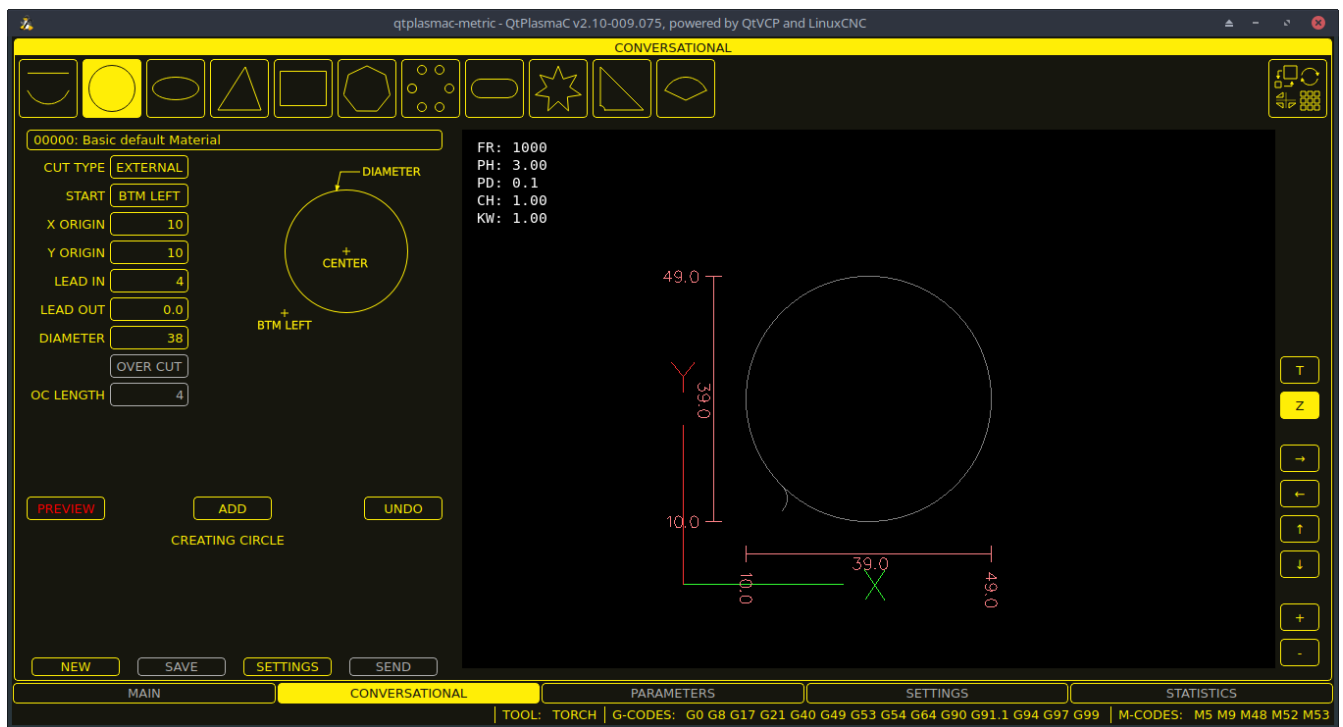 qtplasmac-metric - QtPlasmaC v2.10-009.075, powered by QtVCP and LinuxCNC
CONVERSATIONAL
00000: Basic default Material
CUT TYPE EXTERNAL
START BTM LEFT
X ORIGIN 10
Y ORIGIN 10
LEAD IN 4
LEAD OUT 0.0
DIAMETER 38
OVER CUT
OC LENGTH 4
DIAMETER
CENTER
BTM LEFT
PREVIEW ADD UNDO
CREATING CIRCLE
NEW SAVE SETTINGS SEND
FR: 1000
PH: 3.00
PD: 0.1
CH: 1.00
KW: 1.00
49.0
Y
39.0
10.0
39.0
10.0
X
49.0
T
Z
→
←
↑
↓
+
-
MAIN CONVERSATIONAL PARAMETERS SETTINGS STATISTICS
TOOL: TORCH G-CODES: G0 G8 G17 G21 G40 G49 G53 G54 G64 G90 G91.1 G94 G97 G99 M-CODES: M5 M9 M48 M52 M53